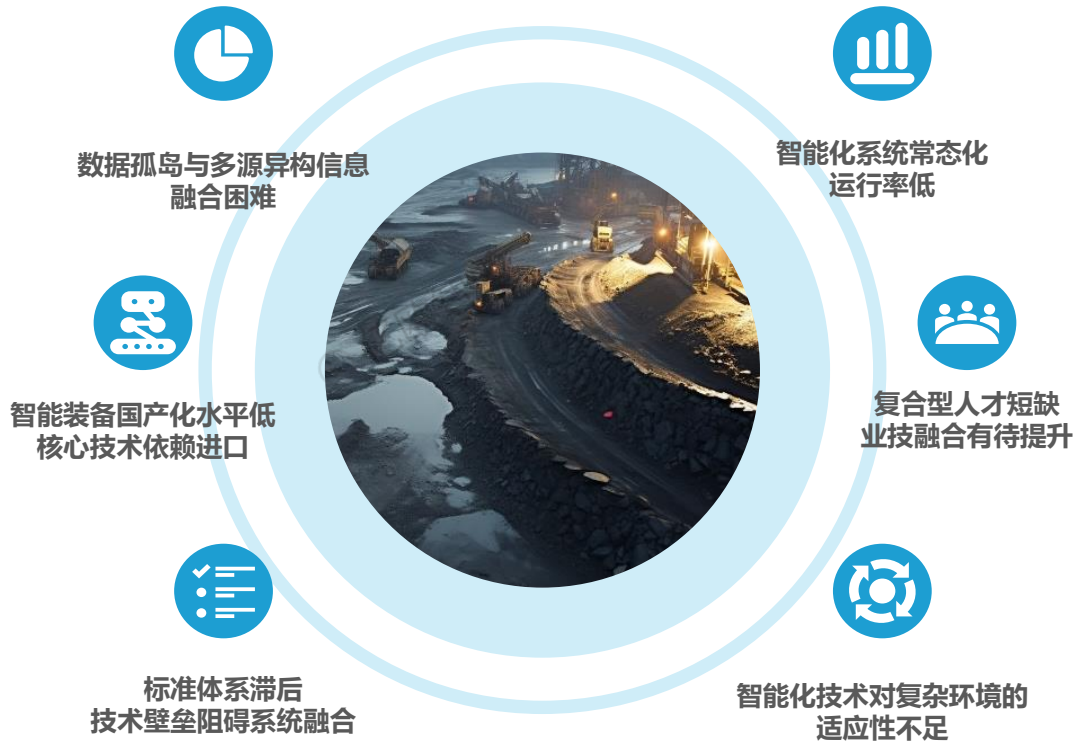 数据孤岛与多源异构信息
融合困难
智能化系统常态化
运行率低
智能装备国产化水平低
核心技术依赖进口
复合型人才短缺
业技融合有待提升
标准体系滞后
技术壁垒阻碍系统融合
智能化技术对复杂环境的
适应性不足